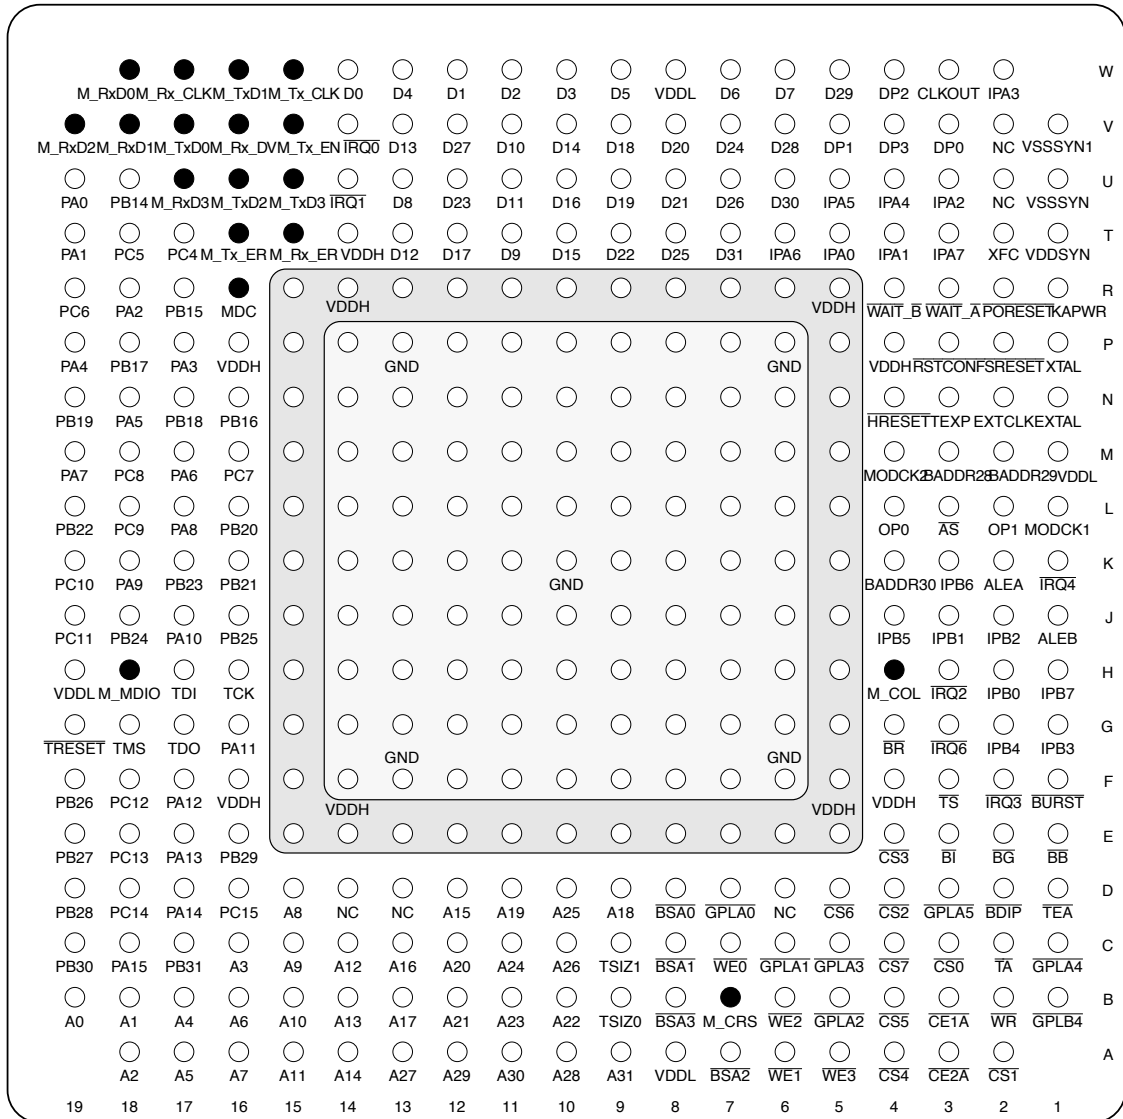 W
M_RxD0 M_Rx_CLK M_TxD1 M_Tx_CLK D0 D4 D1 D2 D3 D5 VDDL D6 D7 D29 DP2 CLKOUT IPA3
V
M_RxD2 M_RxD1 M_TxD0 M_Rx_DV M_Tx_EN IRQ0 D13 D27 D10 D14 D18 D20 D24 D28 DP1 DP3 DP0 NC VSSSYN1
U
PA0 PB14 M_RxD3 M_TxD2 M_TxD3 IRQ1 D8 D23 D11 D16 D19 D21 D26 D30 IPA5 IPA4 IPA2 NC VSSSYN
T
PA1 PC5 PC4 M_Tx_ER M_Rx_ER VDDH D12 D17 D9 D15 D22 D25 D31 IPA6 IPA0 IPA1 IPA7 XFC VDDSYN
R
PC6 PA2 PB15 MDC VDDH VDDH WAIT_B WAIT_A PORESET KAPWR
P
PA4 PB17 PA3 VDDH GND GND VDDH RSTCONF SRESET XTAL
N
PB19 PA5 PB18 PB16 HRESET TEXP EXTCLK EXTAL
M
PA7 PC8 PA6 PC7 MODCK2 BADDR28 BADDR29 VDDL
L
PB22 PC9 PA8 PB20 OP0 AS OP1 MODCK1
K
PC10 PA9 PB23 PB21 GND BADDR30 IPB6 ALEA IRQ4
J
PC11 PB24 PA10 PB25 IPB5 IPB1 IPB2 ALEB
H
VDDL M_MDIO TDI TCK M_COL IRQ2 IPB0 IPB7
G
TRESET TMS TDO PA11 GND GND BR IRQ6 IPB4 IPB3
F
PB26 PC12 PA12 VDDH VDDH VDDH VDDH TS IRQ3 BURST
E
PB27 PC13 PA13 PB29 CS3 BI BG BB
D
PB28 PC14 PA14 PC15 A8 NC NC A15 A19 A25 A18 BSA0 GPLA0 NC CS6 CS2 GPLA5 BDIP TEA
C
PB30 PA15 PB31 A3 A9 A12 A16 A20 A24 A26 TSIZ1 BSA1 WE0 GPLA1 GPLA3 CS7 CS0 TA GPLA4
B
A0 A1 A4 A6 A10 A13 A17 A21 A23 A22 TSIZ0 BSA3 M_CRS WE2 GPLA2 CS5 CE1A WR GPLB4
A
A2 A5 A7 A11 A14 A27 A29 A30 A28 A31 VDDL BSA2 WE1 WE3 CS4 CE2A CS1
19 18 17 16 15 14 13 12 11 10 9 8 7 6 5 4 3 2 1